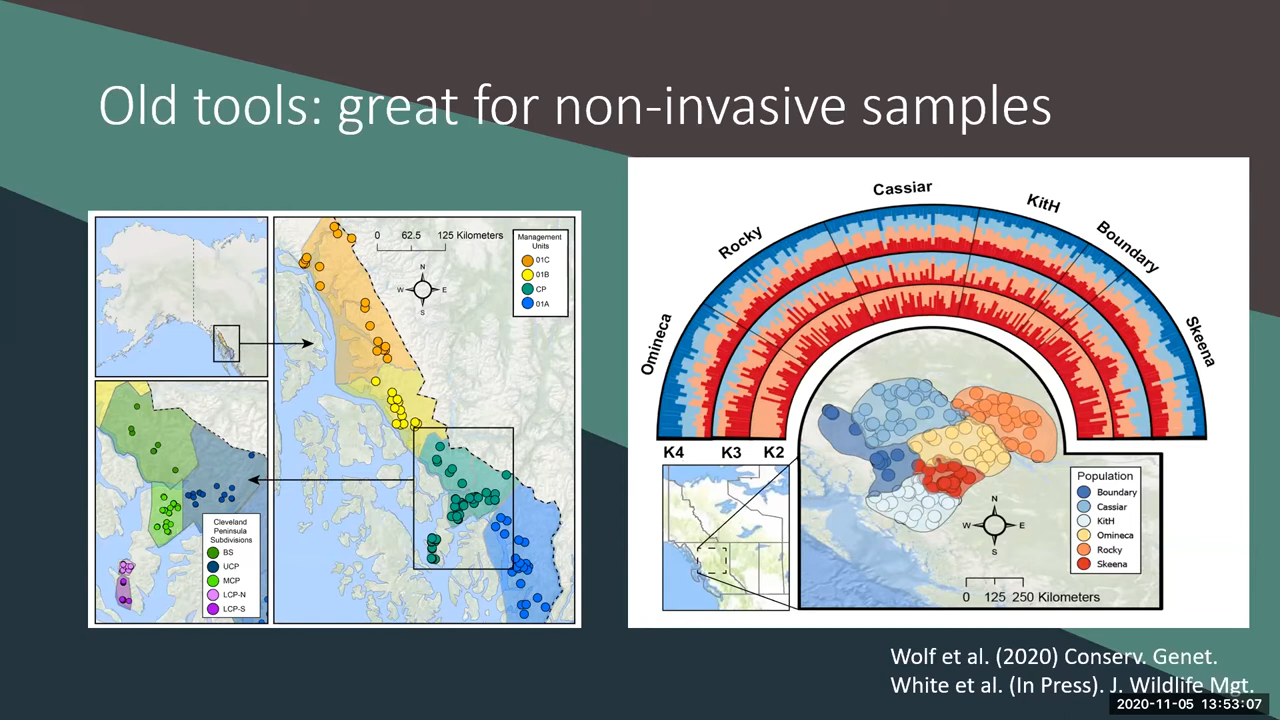 Old tools: great for non-invasive samples
0 62.5 125 Kilometers
N
W E
S
Management
Units
01C
01B
CP
01A
Cleveland
Peninsula
Subdivisions
BS
UCP
MCP
LCP-N
LCP-S
Omineca
Rocky
Cassiar
KitH
Boundary
Skeena
K4 K3 K2
Population
Boundary
Cassiar
KitH
Omineca
Rocky
Skeena
N
W E
S
0 125 250 Kilometers
Wolf et al. (2020) Conserv. Genet.
White et al. (In Press). J. Wildlife Mgt.
2020-11-05 13:53:07